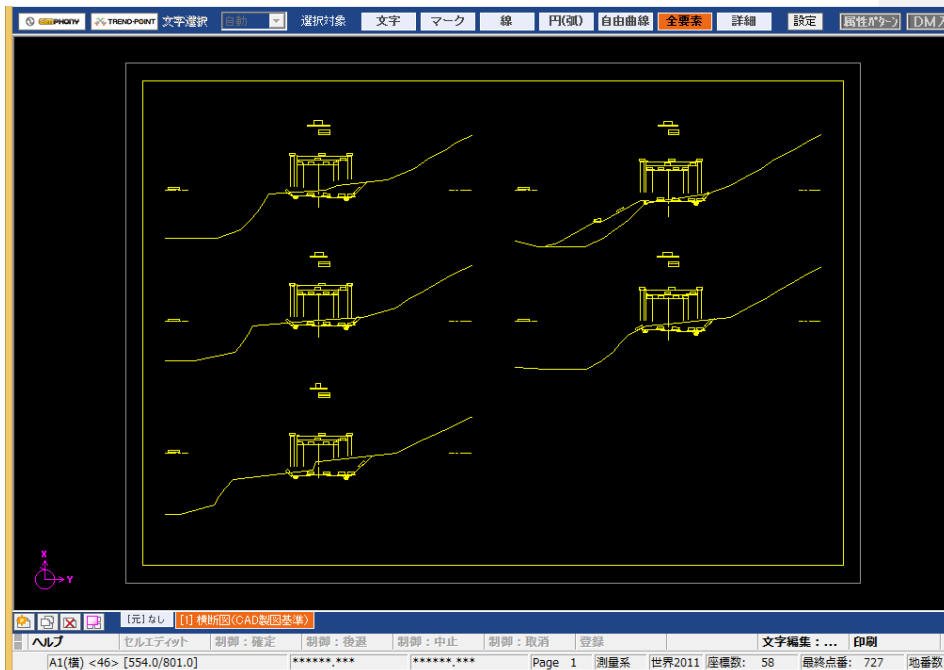 EMPHONY TREND-POINT 文字選択 自動 選択対象 文字 マーク 線 円(弧) 自由曲線 全要素 詳細 設定 属性ﾊﾟﾀｰﾝ
X
Y
[元] なし [1] 横断図(CAD製図基準)
ヘルプ セルエディット 制御：確定 制御：後退 制御：中止 制御：取消 登録 文字編集：... 印刷
A1(横) <46> [554.0/801.0] ******.*** ******.*** Page 1 測量系 世界2011 座標数: 58 最終点番: 727 地番数